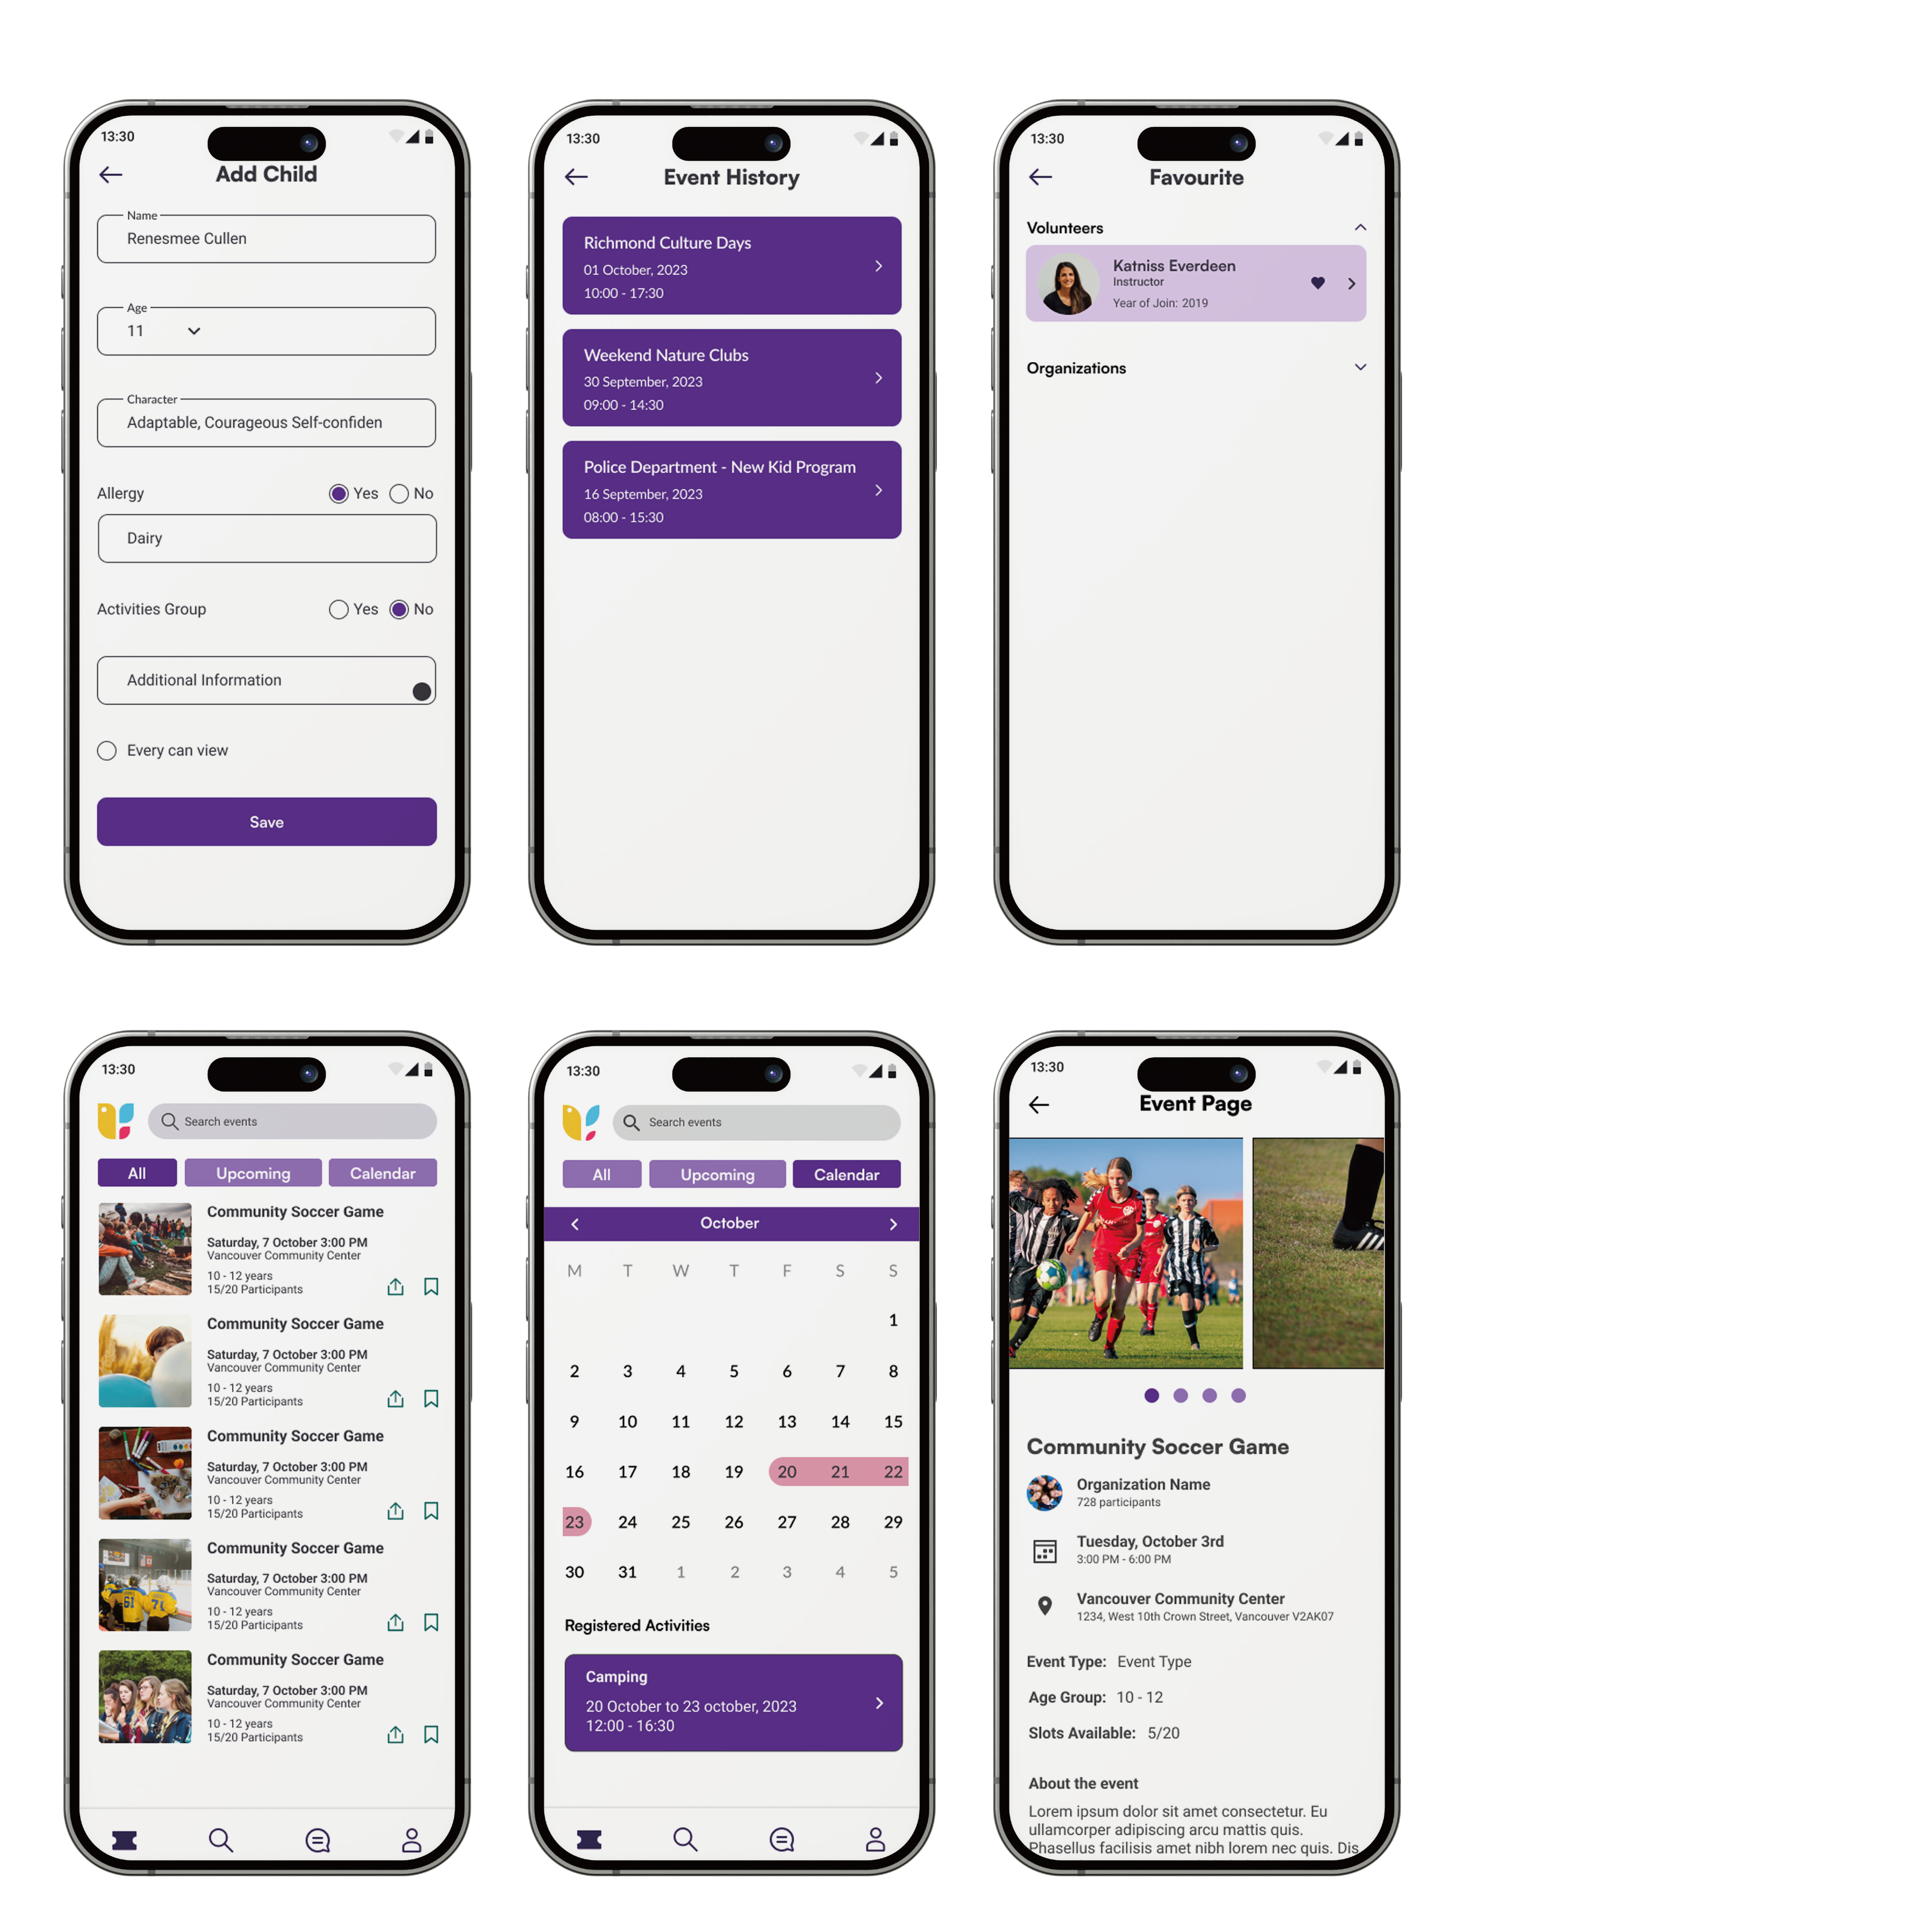 13:30
Add Child
Name
Renesmee Cullen
Age
11
Character
Adaptable, Courageous Self-confiden
Allergy Yes No
Dairy
Activities Group Yes No
Additional Information
Every can view
Save
13:30
Event History
Richmond Culture Days
01 October, 2023
10:00 - 17:30
Weekend Nature Clubs
30 September, 2023
09:00 - 14:30
Police Department - New Kid Program
16 September, 2023
08:00 - 15:30
13:30
Favourite
Volunteers
Katniss Everdeen
Instructor
Year of Join: 2019
Organizations
13:30
Search events
All Upcoming Calendar
Community Soccer Game
Saturday, 7 October 3:00 PM
Vancouver Community Center
10 - 12 years
15/20 Participants
Community Soccer Game
Saturday, 7 October 3:00 PM
Vancouver Community Center
10 - 12 years
15/20 Participants
Community Soccer Game
Saturday, 7 October 3:00 PM
Vancouver Community Center
10 - 12 years
15/20 Participants
Community Soccer Game
Saturday, 7 October 3:00 PM
Vancouver Community Center
10 - 12 years
15/20 Participants
61
Community Soccer Game
Saturday, 7 October 3:00 PM
Vancouver Community Center
10 - 12 years
15/20 Participants
13:30
Search events
All Upcoming Calendar
October
M T W T F S S
1
2 3 4 5 6 7 8
9 10 11 12 13 14 15
16 17 18 19 20 21 22
23 24 25 26 27 28 29
30 31 1 2 3 4 5
Registered Activities
Camping
20 October to 23 october, 2023
12:00 - 16:30
13:30
Event Page
Community Soccer Game
Organization Name
728 participants
Tuesday, October 3rd
3:00 PM - 6:00 PM
Vancouver Community Center
1234, West 10th Crown Street, Vancouver V2AK07
Event Type: Event Type
Age Group: 10 - 12
Slots Available: 5/20
About the event
Lorem ipsum dolor sit amet consectetur. Eu
ullamcorper adipiscing arcu mattis quis.
Phasellus facilisis amet nibh lorem nec quis. Dis